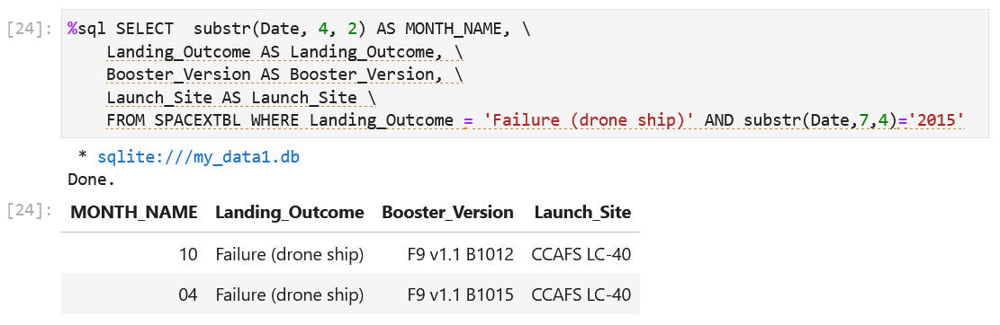 [24]: %sql SELECT  substr(Date, 4, 2) AS MONTH_NAME, \
Landing_Outcome AS Landing_Outcome, \
Booster_Version AS Booster_Version, \
Launch_Site AS Launch_Site \
FROM SPACEXTBL WHERE Landing_Outcome = 'Failure (drone ship)' AND substr(Date,7,4)='2015'
* sqlite:///my_data1.db
Done.
[24]: MONTH_NAME Landing_Outcome Booster_Version Launch_Site
10 Failure (drone ship) F9 v1.1 B1012 CCAFS LC-40
04 Failure (drone ship) F9 v1.1 B1015 CCAFS LC-40